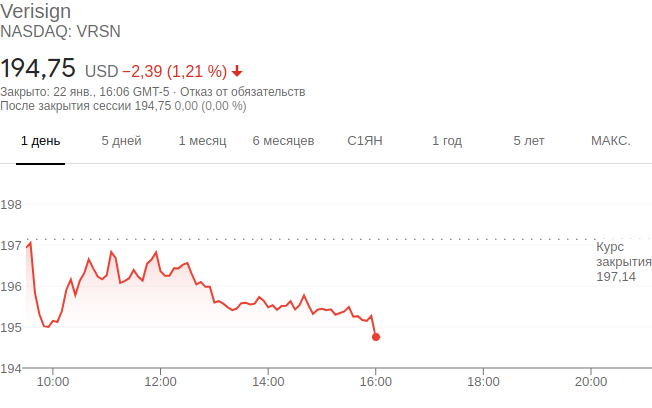 Verisign
NASDAQ: VRSN
194,75 USD −2,39 (1,21 %)
Закрыто: 22 янв., 16:06 GMT-5 · Отказ от обязательств
После закрытия сессии 194,75 0,00 (0,00 %)
1 день 5 дней 1 месяц 6 месяцев С1ЯН 1 год 5 лет МАКС.
198
197
Курс
закрытия
197,14
196
195
194
10:00 12:00 14:00 16:00 18:00 20:00